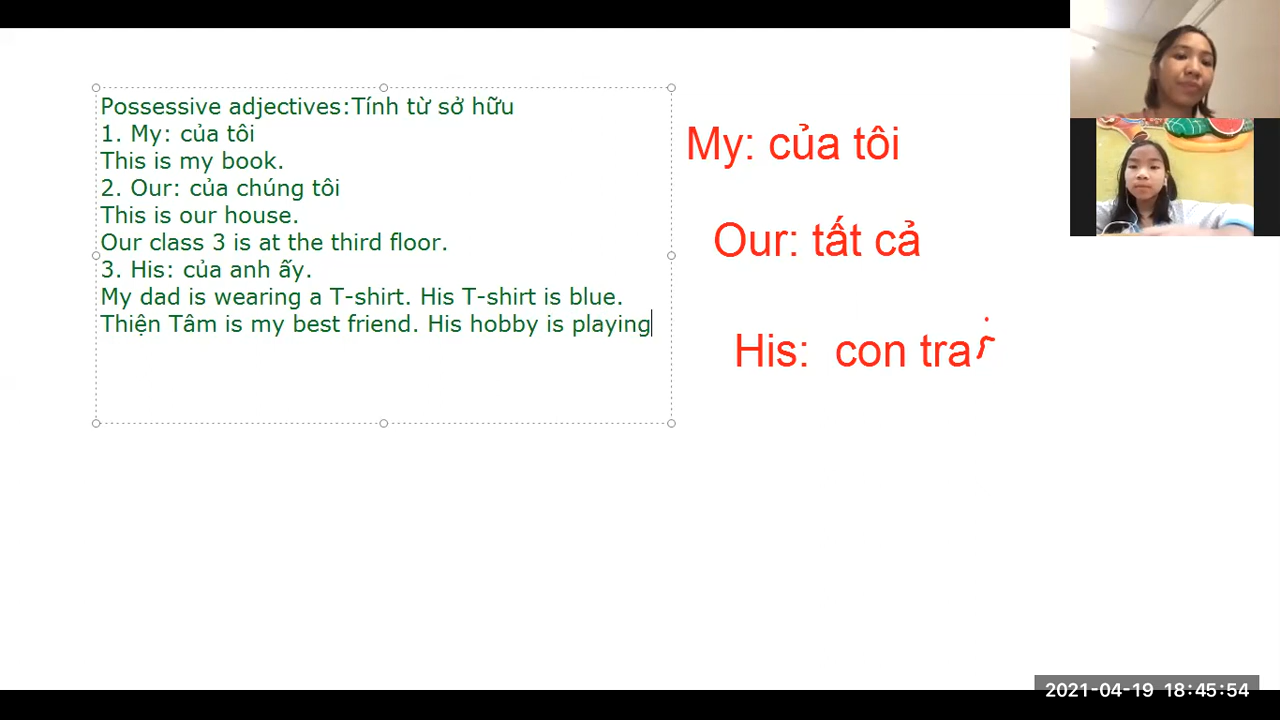 Possessive adjectives:Tính từ sở hữu
1. My: của tôi
This is my book.
2. Our: của chúng tôi
This is our house.
Our class 3 is at the third floor.
3. His: của anh ấy.
My dad is wearing a T-shirt. His T-shirt is blue.
Thiện Tâm is my best friend. His hobby is playing
My: của tôi
Our: tất cả
His: con trai
2021-04-19 18:45:54